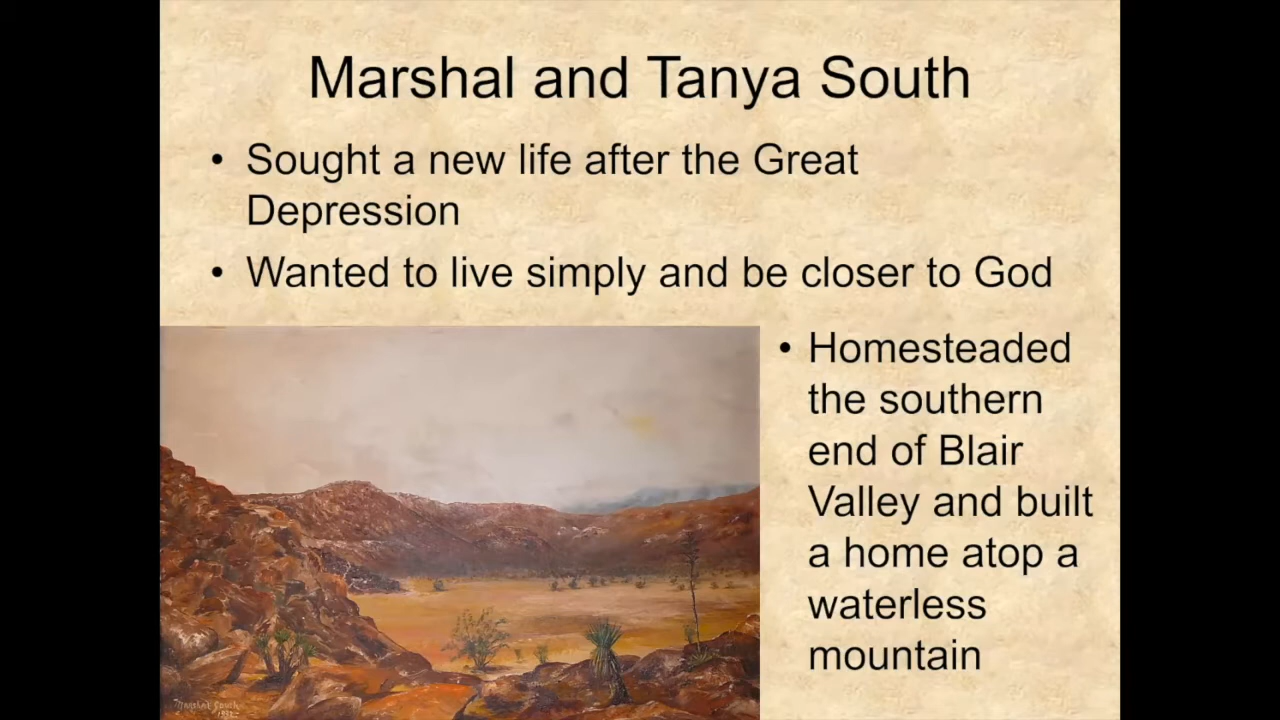 Marshal and Tanya South
• Sought a new life after the Great
Depression
• Wanted to live simply and be closer to God
• Homesteaded
the southern
end of Blair
Valley and built
a home atop a
waterless
mountain
Marshal South